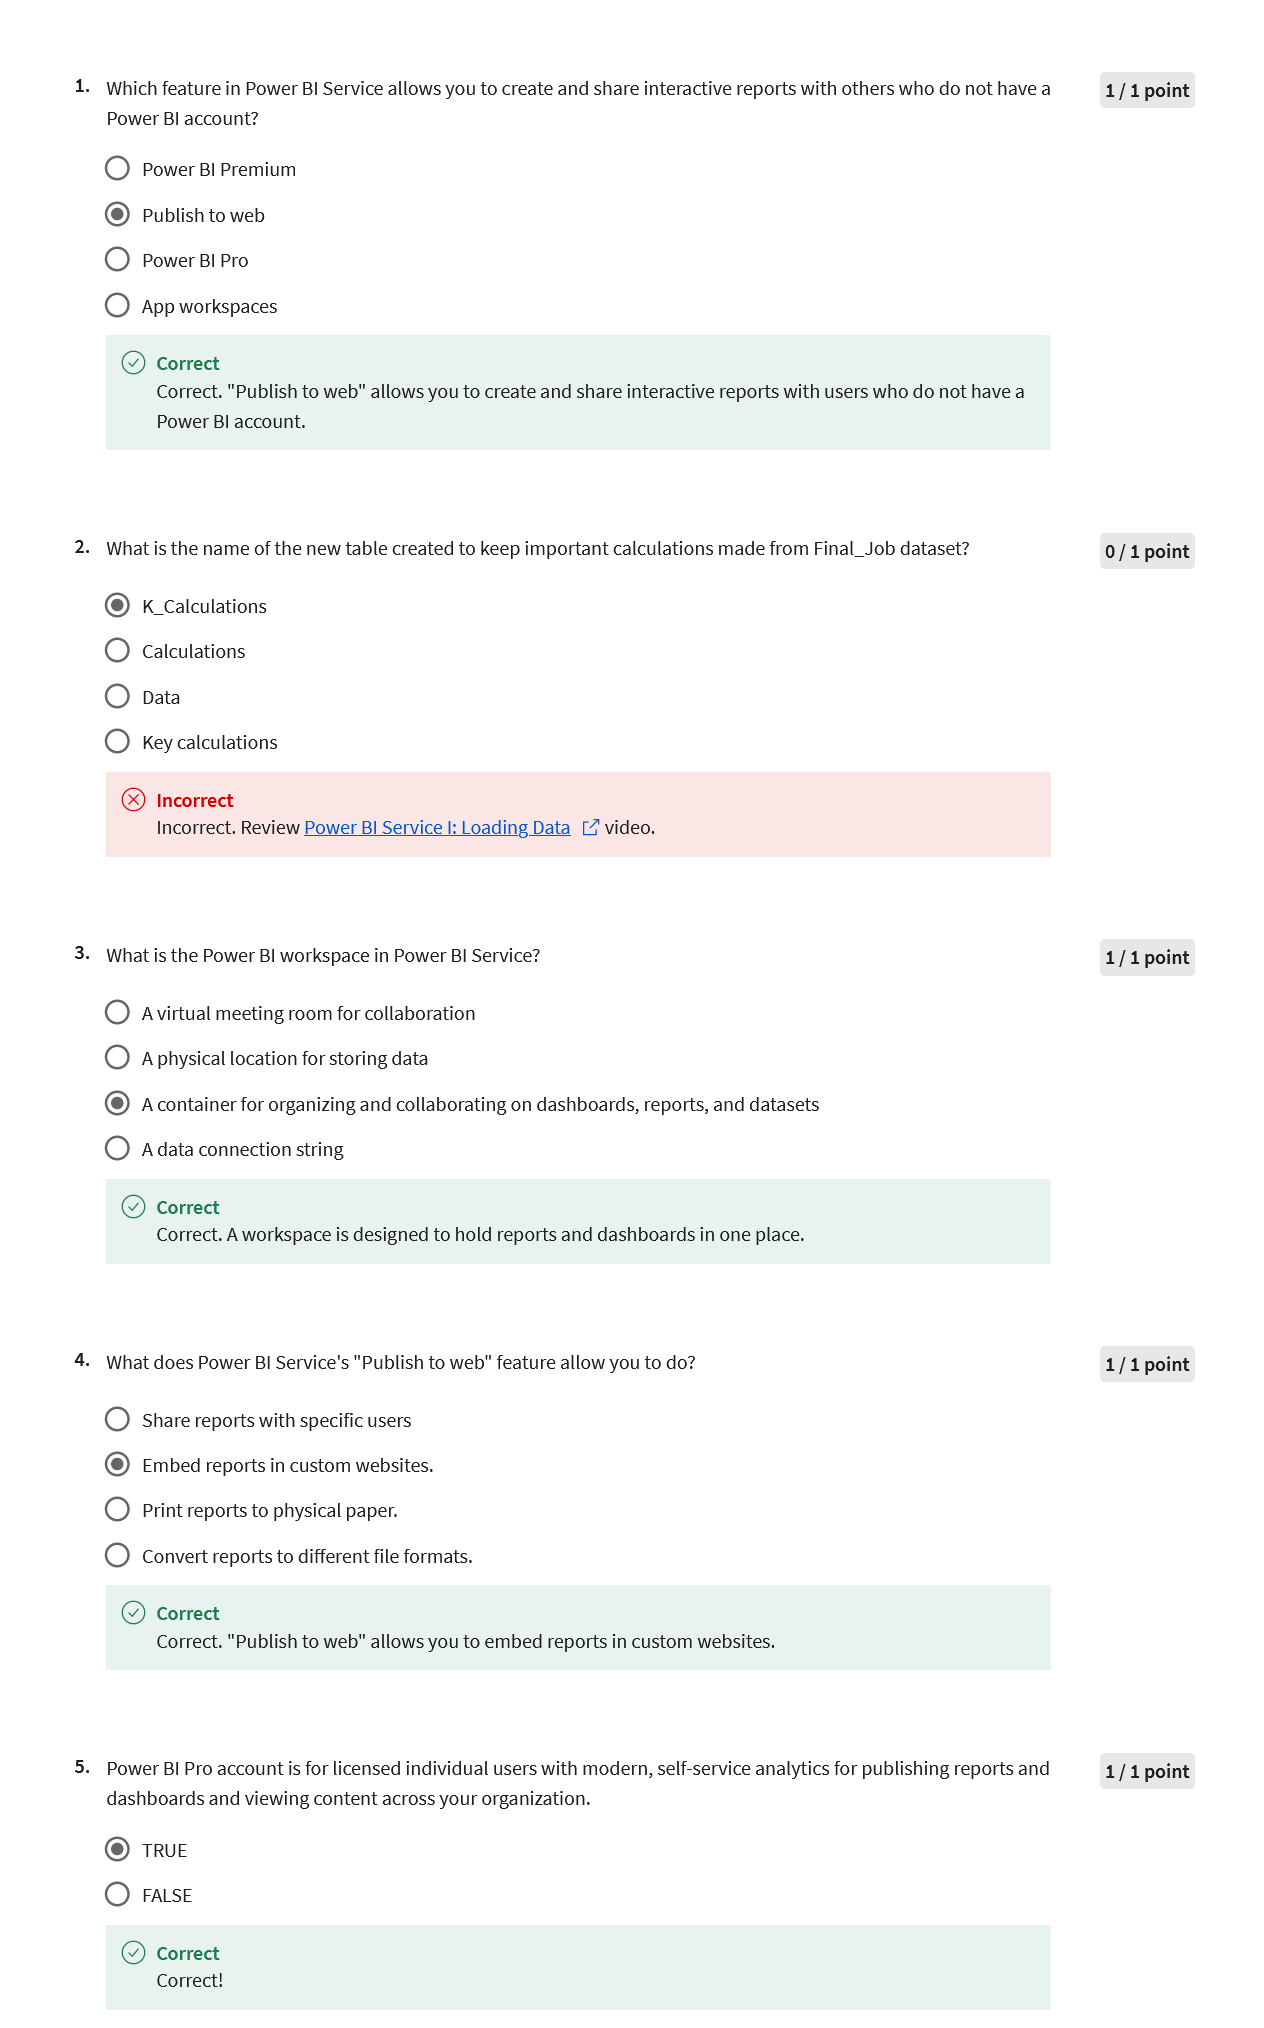 1. Which feature in Power BI Service allows you to create and share interactive reports with others who do not have a 1 / 1 point
Power BI account?
Power BI Premium
Publish to web
Power BI Pro
App workspaces
Correct
Correct. "Publish to web" allows you to create and share interactive reports with users who do not have a
Power BI account.
2. What is the name of the new table created to keep important calculations made from Final_Job dataset? 0 / 1 point
K_Calculations
Calculations
Data
Key calculations
Incorrect
Incorrect. Review Power BI Service I: Loading Data video.
3. What is the Power BI workspace in Power BI Service? 1 / 1 point
A virtual meeting room for collaboration
A physical location for storing data
A container for organizing and collaborating on dashboards, reports, and datasets
A data connection string
Correct
Correct. A workspace is designed to hold reports and dashboards in one place.
4. What does Power BI Service's "Publish to web" feature allow you to do? 1 / 1 point
Share reports with specific users
Embed reports in custom websites.
Print reports to physical paper.
Convert reports to different file formats.
Correct
Correct. "Publish to web" allows you to embed reports in custom websites.
5. Power BI Pro account is for licensed individual users with modern, self-service analytics for publishing reports and 1 / 1 point
dashboards and viewing content across your organization.
TRUE
FALSE
Correct
Correct!